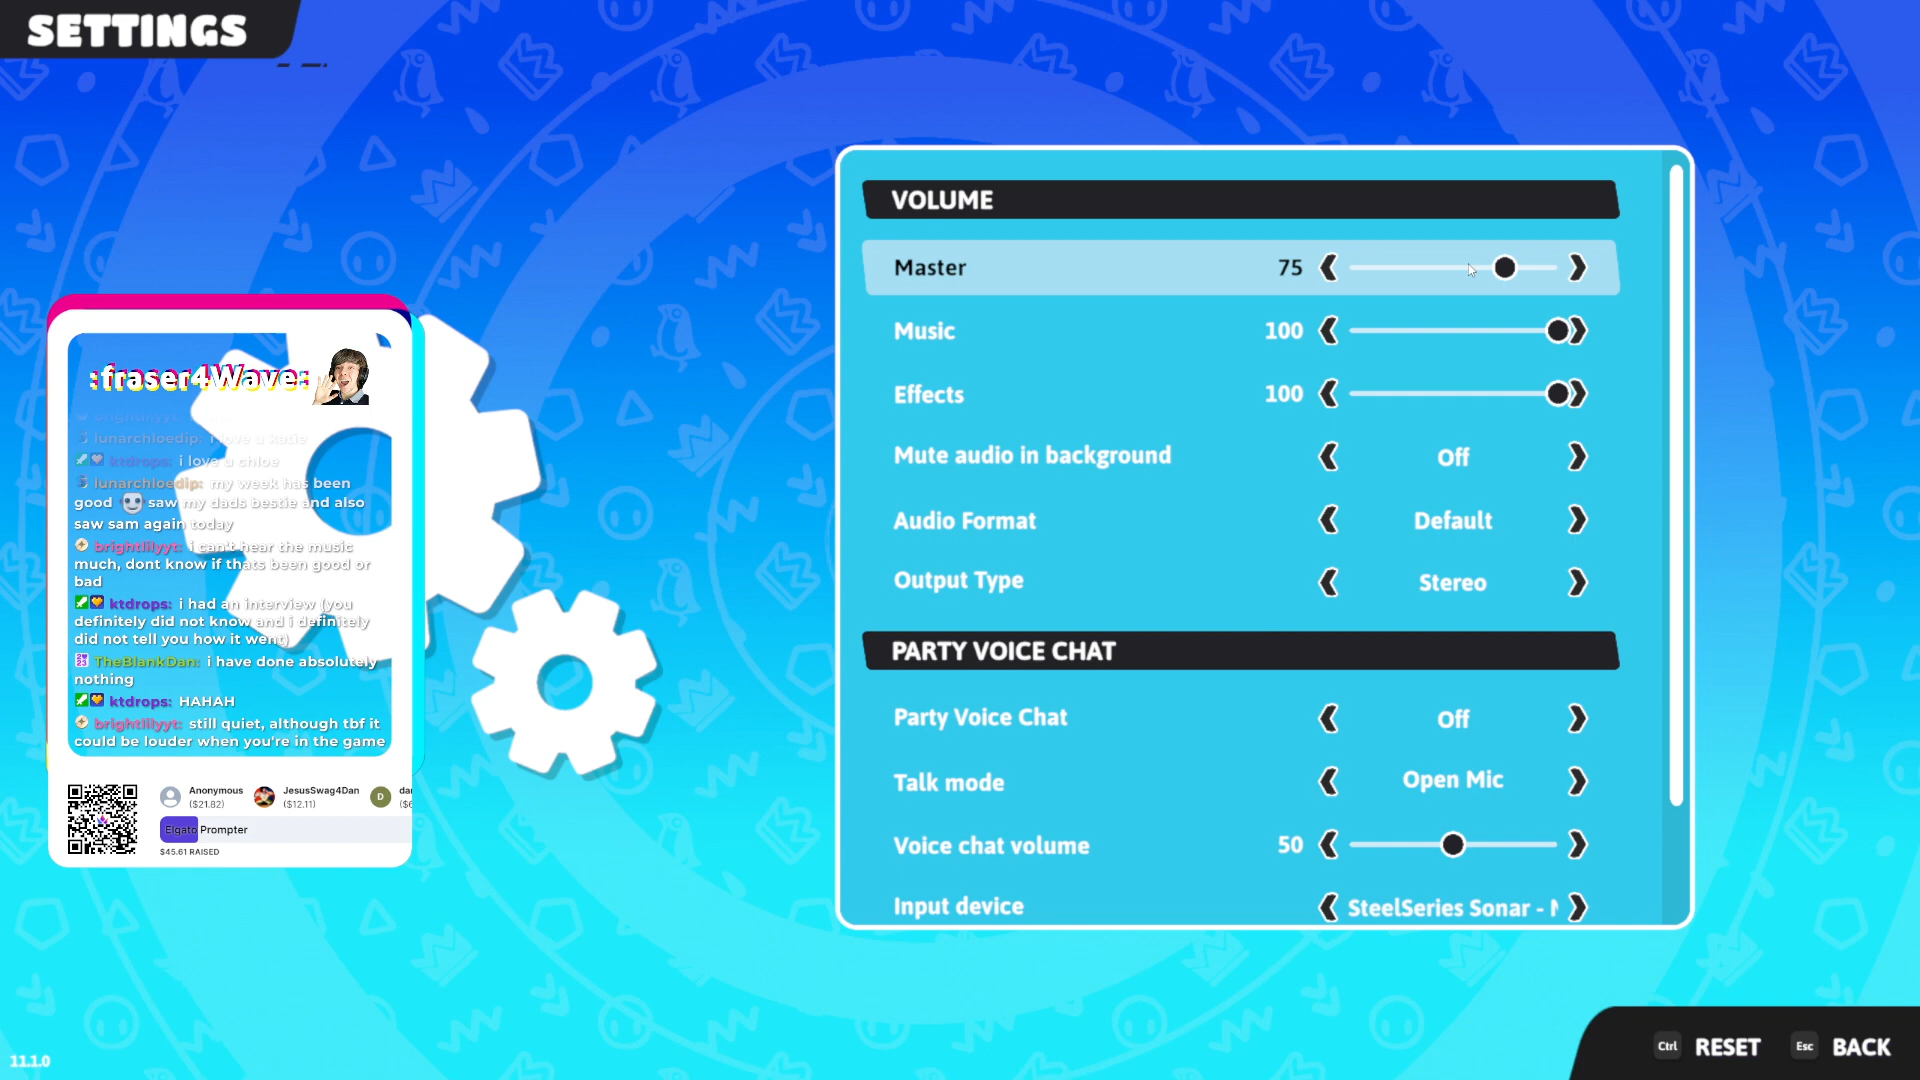 SETTINGS
VOLUME
Master 75
Music 100
Effects 100
Mute audio in background Off
Audio Format Default
Output Type Stereo
PARTY VOICE CHAT
Party Voice Chat Off
Talk mode Open Mic
Voice chat volume 50
Input device SteelSeries Sonar -
:fraser4Wave:
brightlilyyt:
lunarchloedip: i love u katie
ktdrops: i love u chloe
lunarchloedip: my week has been
good saw my dads bestie and also
saw sam again today
brightlilyyt: i can't hear the music
much, dont know if thats been good or
bad
ktdrops: i had an interview (you
definitely did not know and i definitely
did not tell you how it went)
TheBlankDan: i have done absolutely
nothing
ktdrops: HAHAH
brightlilyyt: still quiet, although tbf it
could be louder when you're in the game
Anonymous JesusSwag4Dan D dar
($21.82) ($12.11) ($6
Elgato Prompter
$45.61 RAISED
11.1.0
Ctrl RESET Esc BACK